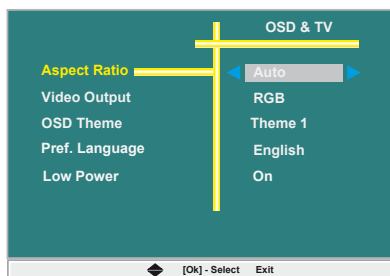 OSD & TV
Aspect Ratio Auto
Video Output RGB
OSD Theme Theme 1
Pref. Language English
Low Power On
[Ok] - Select Exit